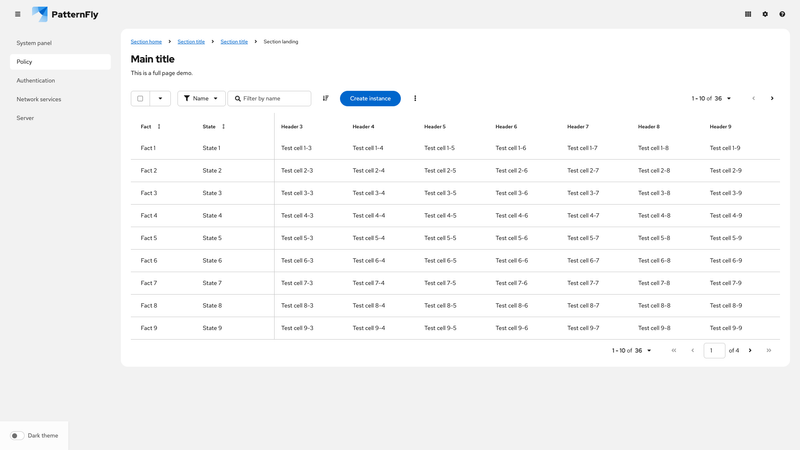 PatternFly
System panel
Policy
Authentication
Network services
Server
Section home Section title Section title Section landing
Main title
This is a full page demo.
Name Filter by name Create instance 1 - 10 of 36
Fact State Header 3 Header 4 Header 5 Header 6 Header 7 Header 8 Header 9
Fact 1 State 1 Test cell 1-3 Test cell 1-4 Test cell 1-5 Test cell 1-6 Test cell 1-7 Test cell 1-8 Test cell 1-9
Fact 2 State 2 Test cell 2-3 Test cell 2-4 Test cell 2-5 Test cell 2-6 Test cell 2-7 Test cell 2-8 Test cell 2-9
Fact 3 State 3 Test cell 3-3 Test cell 3-4 Test cell 3-5 Test cell 3-6 Test cell 3-7 Test cell 3-8 Test cell 3-9
Fact 4 State 4 Test cell 4-3 Test cell 4-4 Test cell 4-5 Test cell 4-6 Test cell 4-7 Test cell 4-8 Test cell 4-9
Fact 5 State 5 Test cell 5-3 Test cell 5-4 Test cell 5-5 Test cell 5-6 Test cell 5-7 Test cell 5-8 Test cell 5-9
Fact 6 State 6 Test cell 6-3 Test cell 6-4 Test cell 6-5 Test cell 6-6 Test cell 6-7 Test cell 6-8 Test cell 6-9
Fact 7 State 7 Test cell 7-3 Test cell 7-4 Test cell 7-5 Test cell 7-6 Test cell 7-7 Test cell 7-8 Test cell 7-9
Fact 8 State 8 Test cell 8-3 Test cell 8-4 Test cell 8-5 Test cell 8-6 Test cell 8-7 Test cell 8-8 Test cell 8-9
Fact 9 State 9 Test cell 9-3 Test cell 9-4 Test cell 9-5 Test cell 9-6 Test cell 9-7 Test cell 9-8 Test cell 9-9
1 - 10 of 36 1 of 4
Dark theme